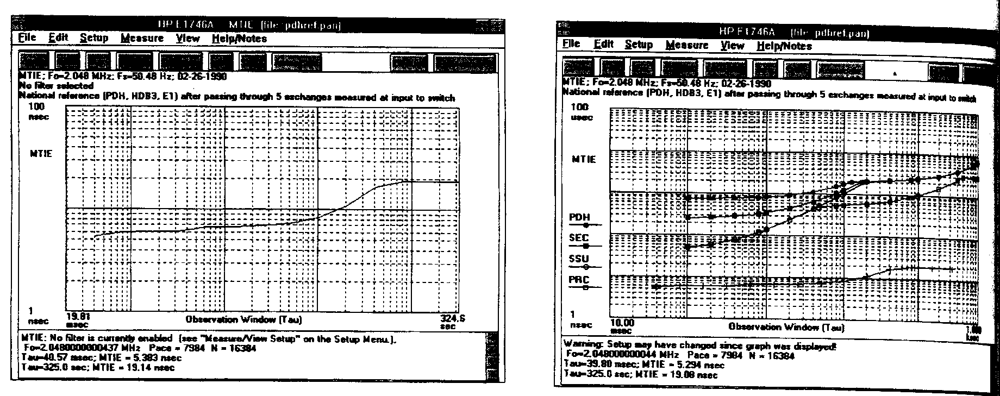 HP E1746A MTIE (file: pdhref.pan)
File Edit Setup Measure View Help/Notes
MTIE; Fo=2.048 MHz; Fs=50.48 Hz; 02-26-1990
No filter selected
National reference (PDH, HDB3, E1) after passing through 5 exchanges measured at input to switch
100
nsec
MTIE
1
nsec
19.81
msec
Observation Window (Tau)
324.6
sec
MTIE: No filter is currently enabled (see "Measure/View Setup" on the Setup Menu.).
Fo=2.0480000000437 MHz Pace = 7984 N = 16384
Tau=40.57 msec; MTIE = 5.383 nsec
Tau=325.0 sec; MTIE = 19.14 nsec
HP E1746A (file: pdhref.pan)
File Edit Setup Measure View Help/Notes
MTIE; Fo=2.048 MHz; Fs=50.48 Hz; 02-26-1990
National reference (PDH, HDB3, E1) after passing through 5 exchanges measured at input to switch
100
usec
MTIE
PDH
SEC
SSU
PRC
1
nsec
10.00
msec
Observation Window (Tau)
1.000
ksec
Warning: Setup may have changed since graph was displayed!
Fo=2.048000000044 MHz Pace = 7984 N = 16384
Tau=39.80 msec; MTIE = 5.294 nsec
Tau=325.0 sec; MTIE = 19.08 nsec